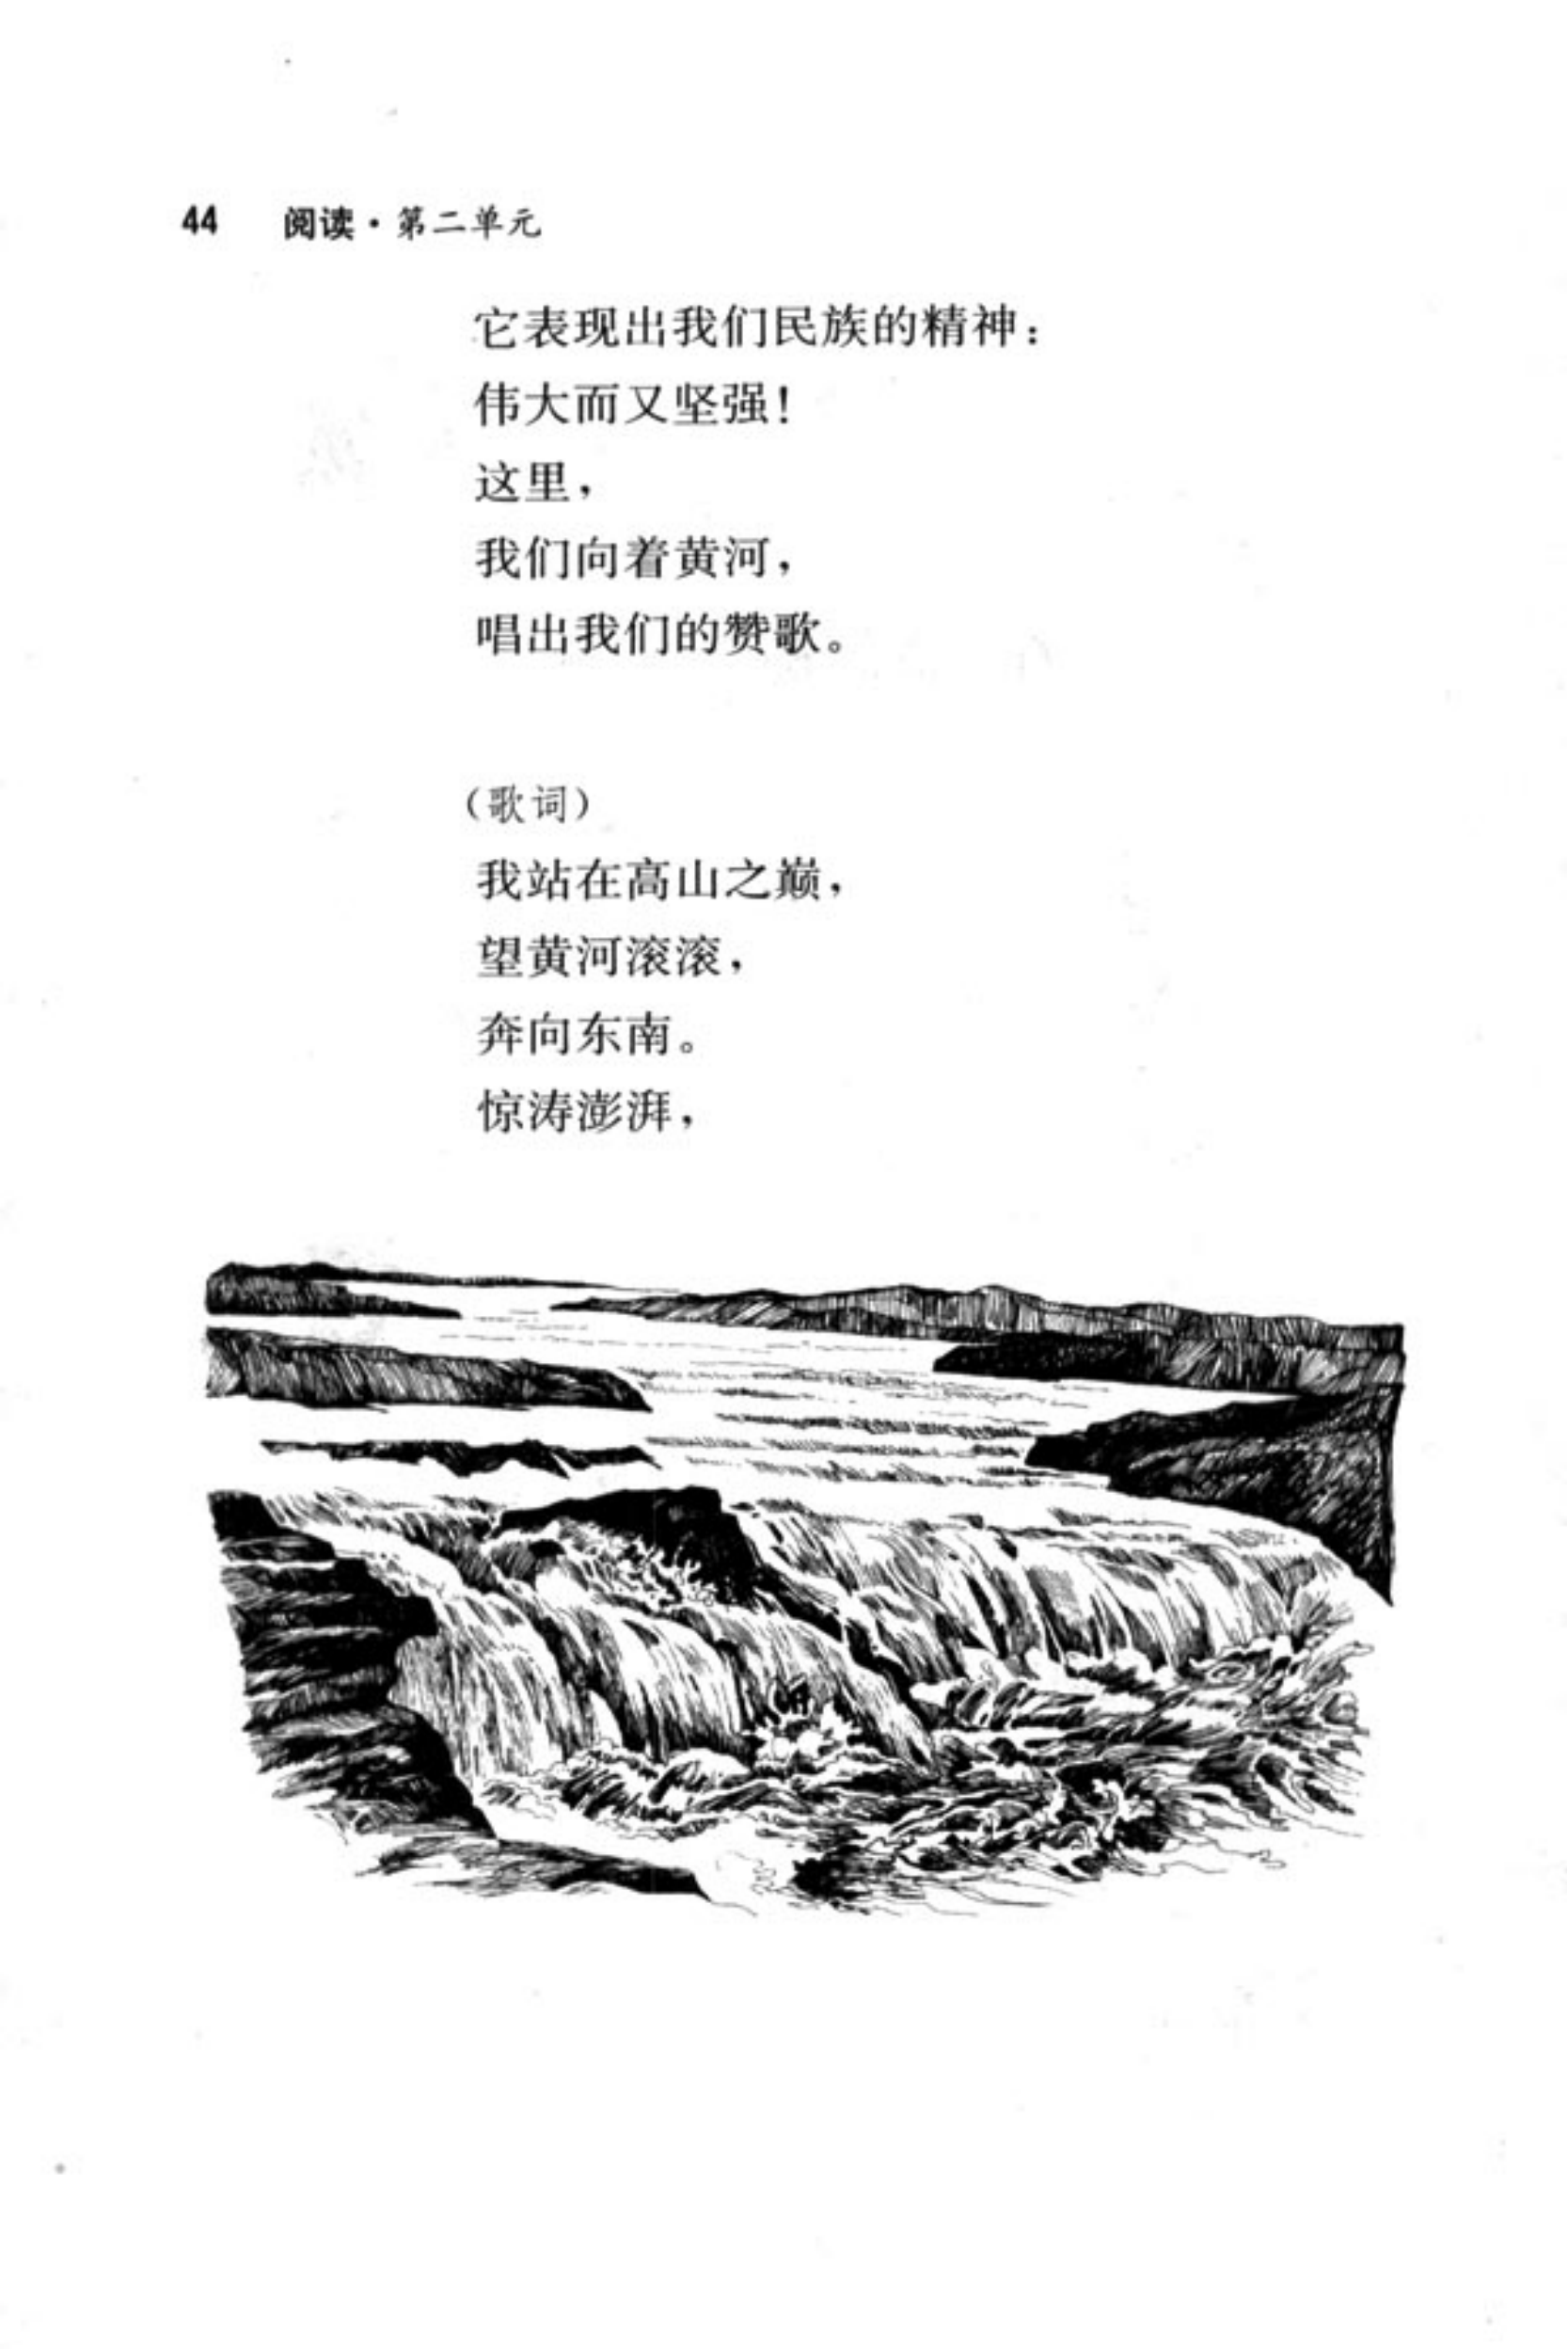 44 阅读·第二单元
它表现出我们民族的精神：
伟大而又坚强！
这里，
我们向着黄河，
唱出我们的赞歌。
（歌词）
我站在高山之巅，
望黄河滚滚，
奔向东南。
惊涛澎湃，